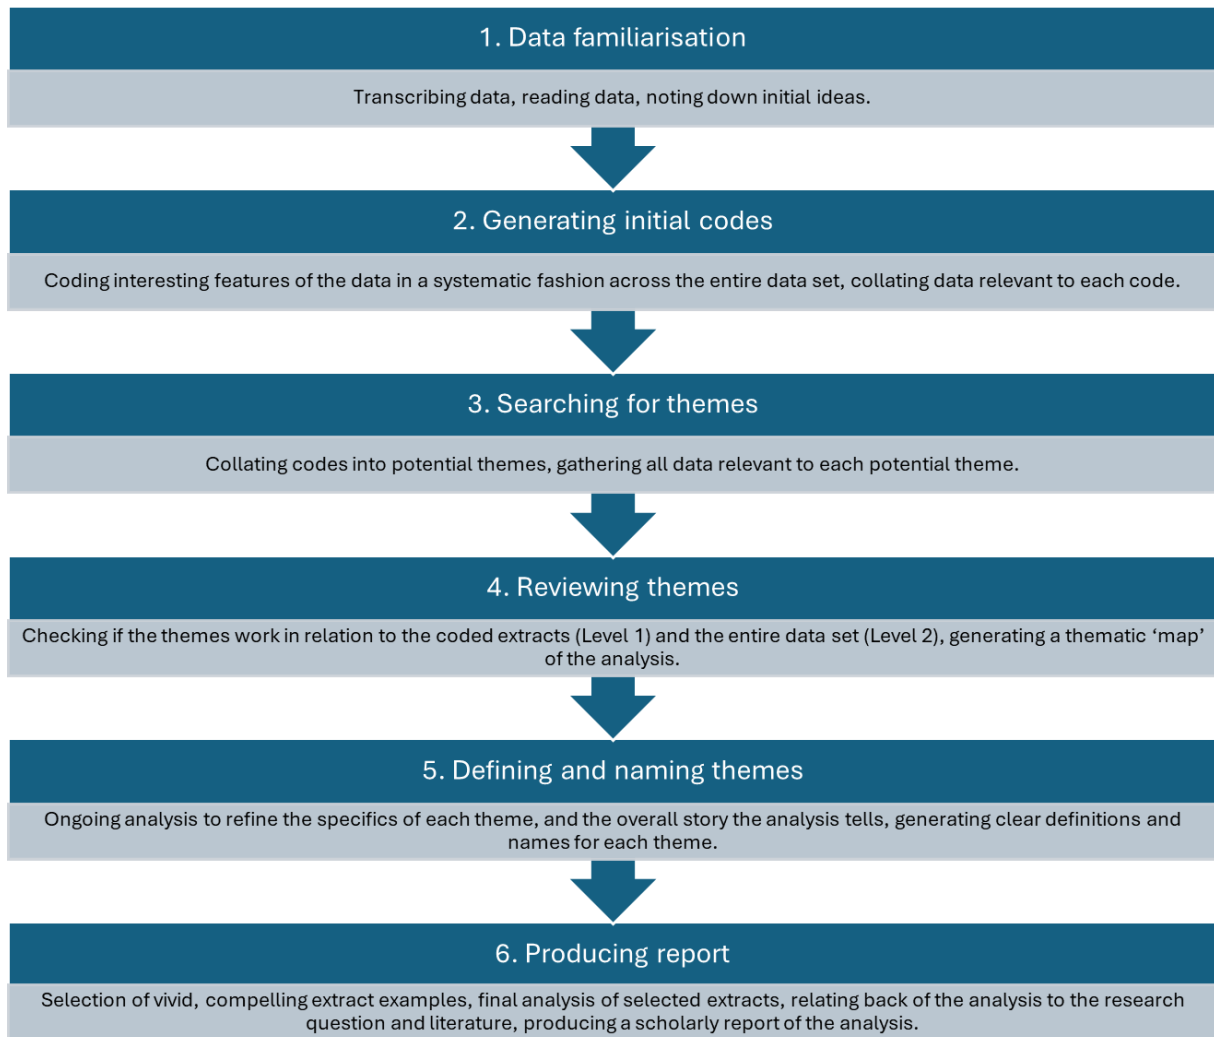 1. Data familiarisation
Transcribing data, reading data, noting down initial ideas.
2. Generating initial codes
Coding interesting features of the data in a systematic fashion across the entire data set, collating data relevant to each code.
3. Searching for themes
Collating codes into potential themes, gathering all data relevant to each potential theme.
4. Reviewing themes
Checking if the themes work in relation to the coded extracts (Level 1) and the entire data set (Level 2), generating a thematic ‘map’
of the analysis.
5. Defining and naming themes
Ongoing analysis to refine the specifics of each theme, and the overall story the analysis tells, generating clear definitions and
names for each theme.
6. Producing report
Selection of vivid, compelling extract examples, final analysis of selected extracts, relating back of the analysis to the research
question and literature, producing a scholarly report of the analysis.